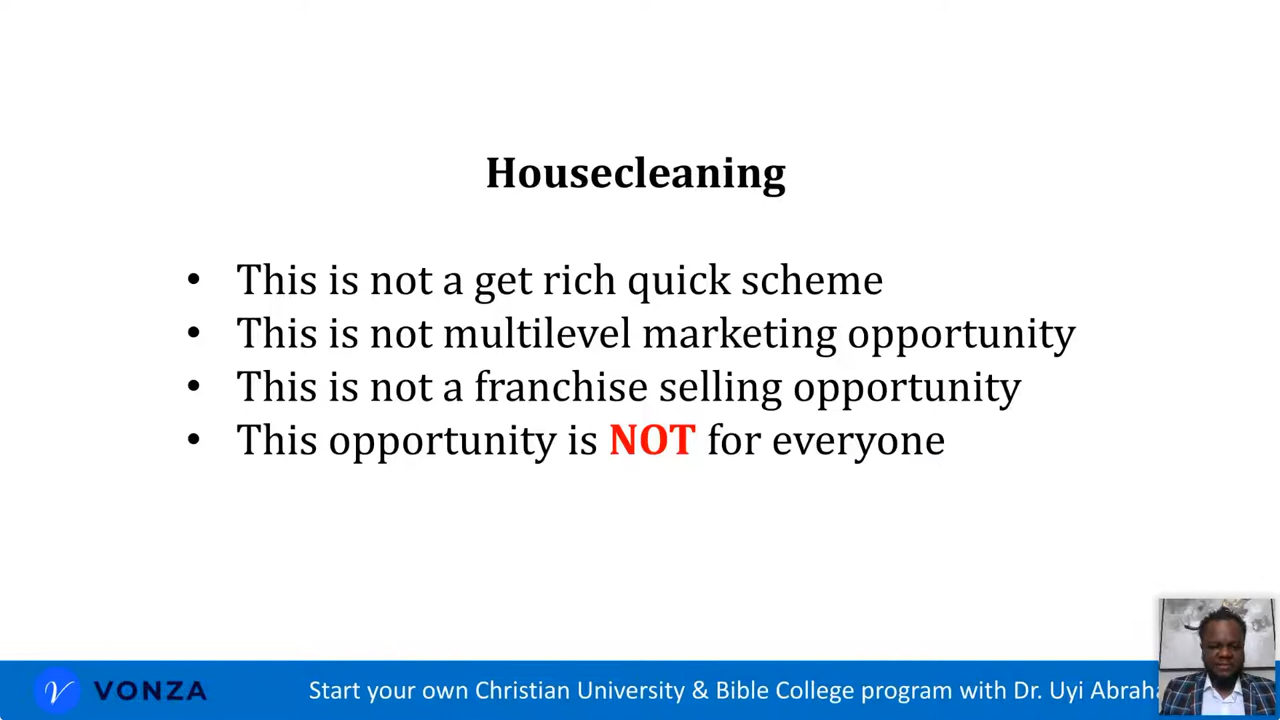 Housecleaning
• This is not a get rich quick scheme
• This is not multilevel marketing opportunity
• This is not a franchise selling opportunity
• This opportunity is NOT for everyone
VONZA
Start your own Christian University & Bible College program with Dr. Uyi Abraha